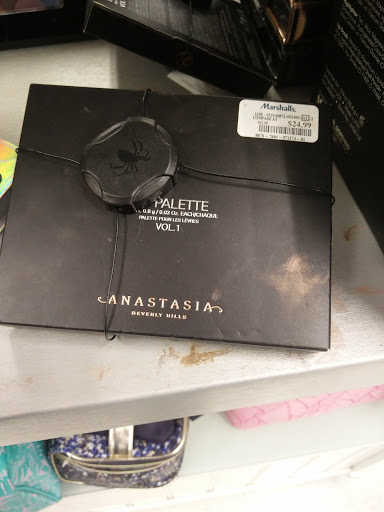 Marshalls.
$24.99
PALETTE
0.9 g / 0.03 Oz. EACH/CHAQUE
PALETTE POUR LES LÈVRES
VOL.1
ANASTASIA
BEVERLY HILLS